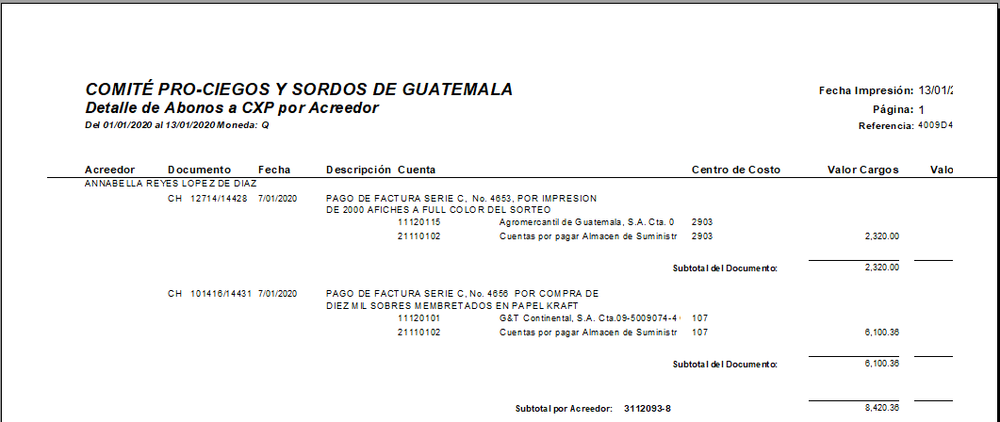 COMITÉ PRO-CIEGOS Y SORDOS DE GUATEMALA
Fecha Impresión: 13/01/2
Detalle de Abonos a CXP por Acreedor
Página: 1
Del 01/01/2020 al 13/01/2020 Moneda: Q
Referencia: 4009D4
Acreedor Documento Fecha Descripción Cuenta Centro de Costo Valor Cargos Valo
ANNABELLA REYES LOPEZ DE DIAZ
CH 12714/14428 7/01/2020 PAGO DE FACTURA SERIE C, No. 4653, POR IMPRESION
DE 2000 AFICHES A FULL COLOR DEL SORTEO
11120115 Agromercantil de Guatemala, S.A. Cta. 0 2903
21110102 Cuentas por pagar Almacen de Suministr 2903 2,320.00
Subtotal del Documento: 2,320.00
CH 101416/14431 7/01/2020 PAGO DE FACTURA SERIE C, No. 4656 POR COMPRA DE
DIEZ MIL SOBRES MEMBRETADOS EN PAPEL KRAFT
11120101 G&T Continental, S.A. Cta.09-5009074-4 107
21110102 Cuentas por pagar Almacen de Suministr 107 6,100.36
Subtotal del Documento: 6,100.36
Subtotal por Acreedor: 3112093-8 8,420.36